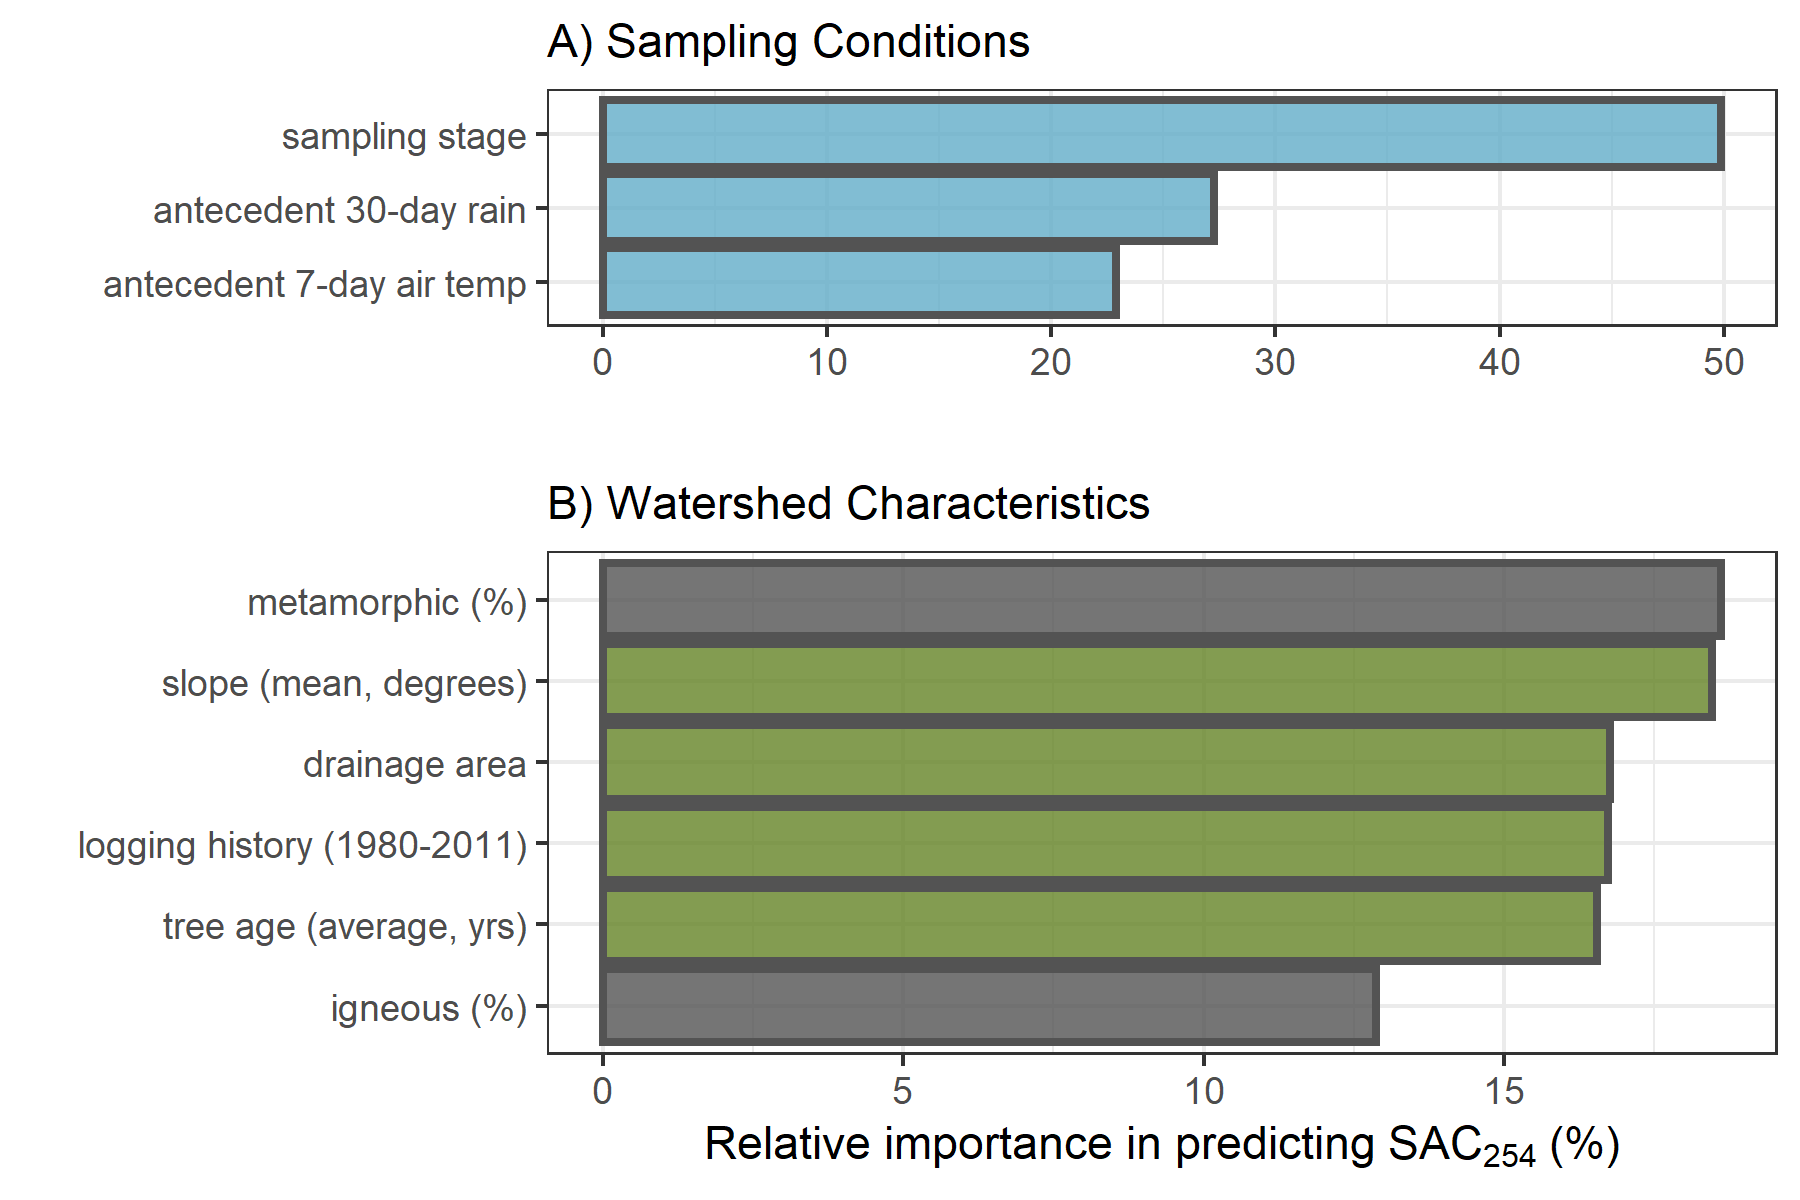 A) Sampling Conditions
sampling stage
antecedent 30-day rain
antecedent 7-day air temp
0 10 20 30 40 50
B) Watershed Characteristics
metamorphic (%)
slope (mean, degrees)
drainage area
logging history (1980-2011)
tree age (average, yrs)
igneous (%)
0 5 10 15
Relative importance in predicting SAC₂₅₄ (%)